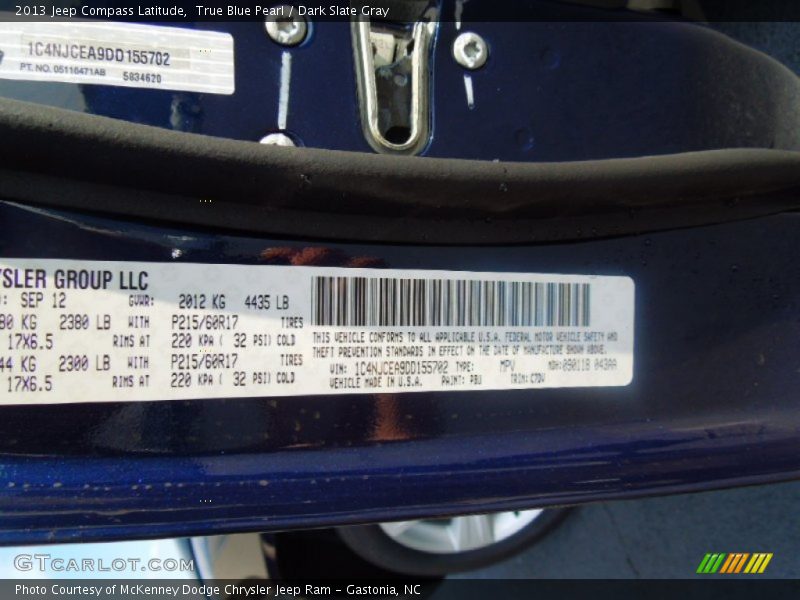 2013 Jeep Compass Latitude, True Blue Pearl / Dark Slate Gray
1C4NJCEA9DD155702
PT. NO. 05116471AB 5834620
SLER GROUP LLC
SEP 12 GVWR: 2012 KG 4435 LB
80 KG 2380 LB WITH P215/60R17 TIRES
17X6.5 RIMS AT 220 KPA ( 32 PSI) COLD
44 KG 2300 LB WITH P215/60R17 TIRES
17X6.5 RIMS AT 220 KPA ( 32 PSI) COLD
THIS VEHICLE CONFORMS TO ALL APPLICABLE U.S.A. FEDERAL MOTOR VEHICLE SAFETY AND
THEFT PREVENTION STANDARDS IN EFFECT ON THE DATE OF MANUFACTURE SHOWN ABOVE.
VIN: 1C4NJCEA9DD155702 TYPE: MPV MDH:090118 043AA
VEHICLE MADE IN U.S.A. PAINT: PBU TRIM: C7DV
GTCARLOT.COM
Photo Courtesy of McKenney Dodge Chrysler Jeep Ram - Gastonia, NC